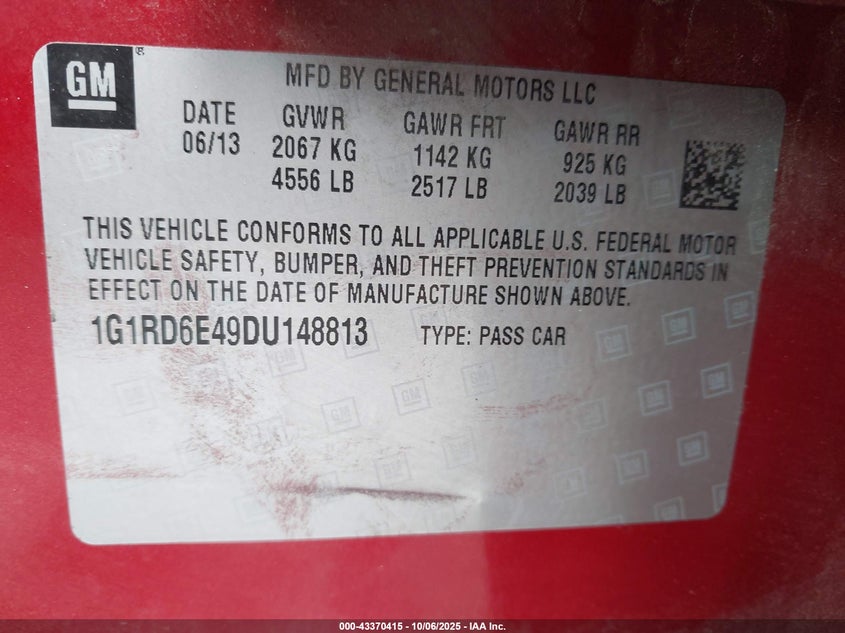 GM
MFD BY GENERAL MOTORS LLC
DATE GVWR GAWR FRT GAWR RR
06/13 2067 KG 1142 KG 925 KG
4556 LB 2517 LB 2039 LB
THIS VEHICLE CONFORMS TO ALL APPLICABLE U.S. FEDERAL MOTOR
VEHICLE SAFETY, BUMPER, AND THEFT PREVENTION STANDARDS IN
EFFECT ON THE DATE OF MANUFACTURE SHOWN ABOVE.
1G1RD6E49DU148813 TYPE: PASS CAR
000-43370415 - 10/06/2025 - IAA Inc.